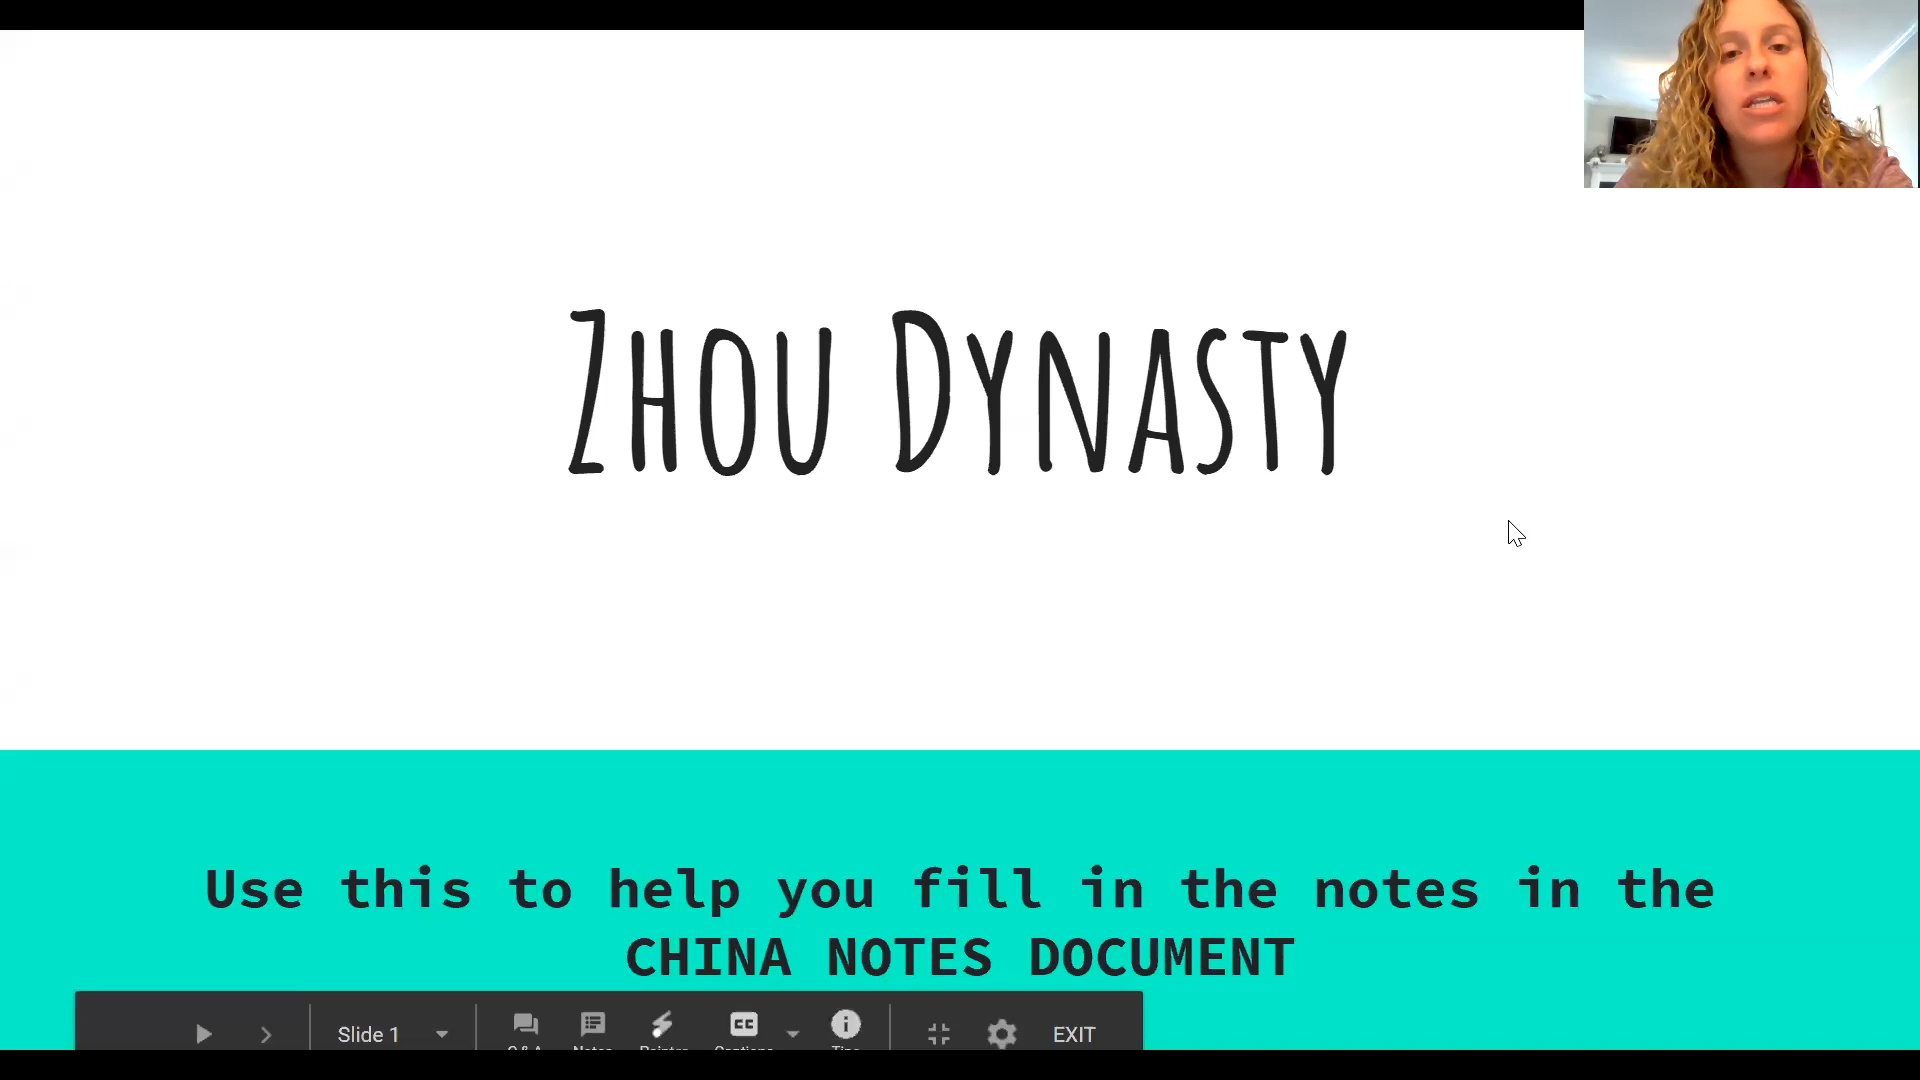 Zhou Dynasty
Use this to help you fill in the notes in the
CHINA NOTES DOCUMENT
Slide 1
CC
EXIT